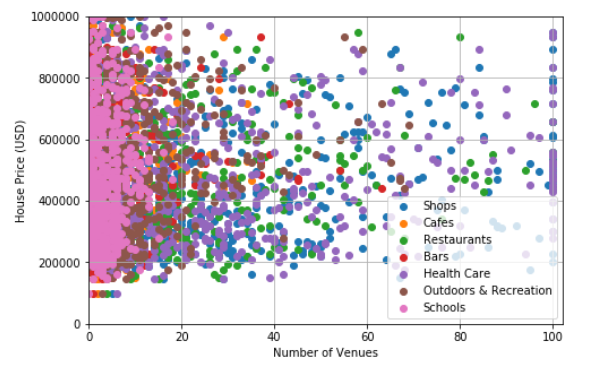 1000000
800000
600000
400000
200000
0
House Price (USD)
Shops
Cafes
Restaurants
Bars
Health Care
Outdoors & Recreation
Schools
0 20 40 60 80 100
Number of Venues